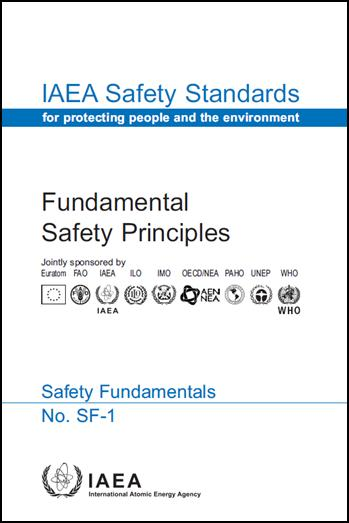 IAEA Safety Standards
for protecting people and the environment
Fundamental
Safety Principles
Jointly sponsored by
Euratom FAO IAEA ILO IMO OECD/NEA PAHO UNEP WHO
IAEA AEN NEA WHO
Safety Fundamentals
No. SF-1
IAEA
International Atomic Energy Agency